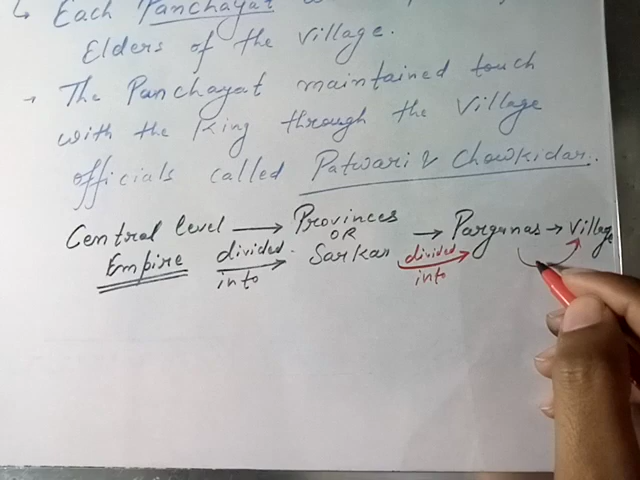 ↳ Each Panchayat
Elders of the village.
→ The Panchayat maintained touch
with the King through the Village
officials called Patwari & Chowkidar.
Central level → Provinces OR Sarkar → Parganas → Village
Empire divided into divided into